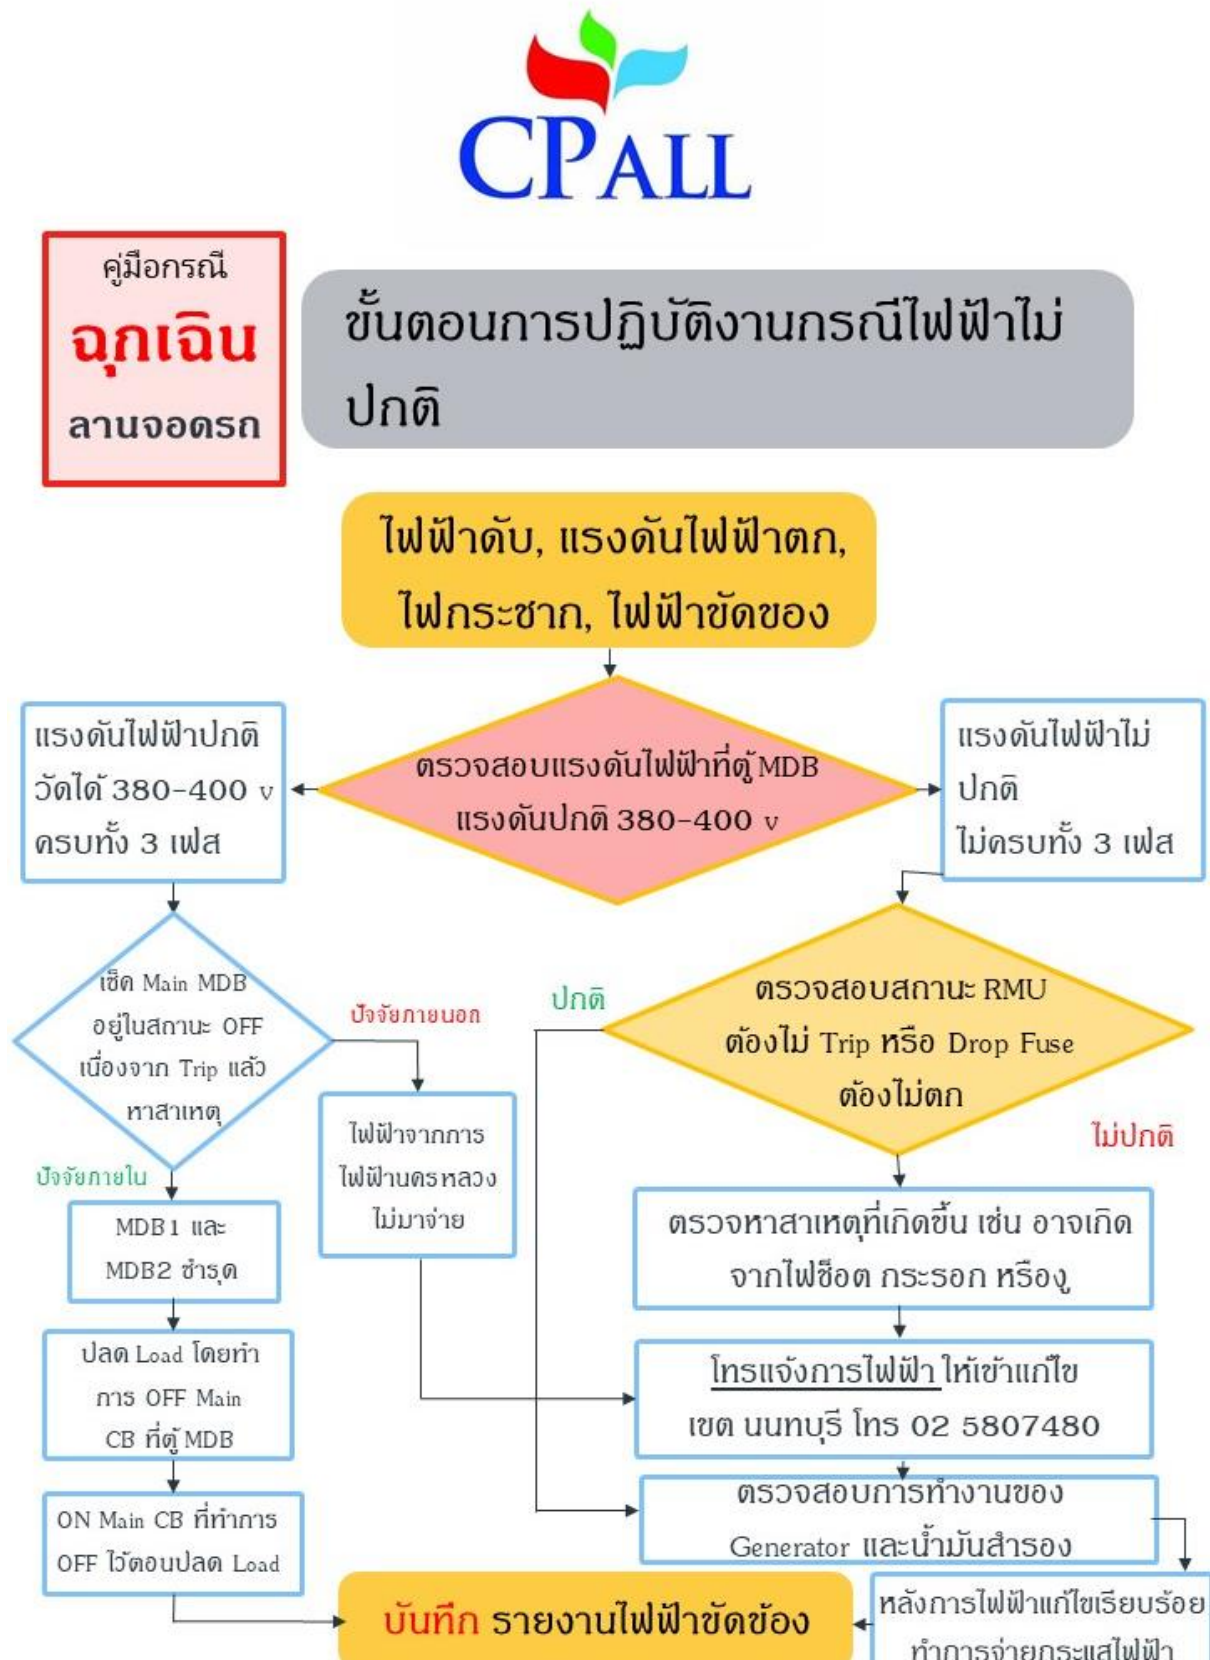 CPALL
คู่มือกรณี
ฉุกเฉิน
ลานจอดรถ
ขั้นตอนการปฏิบัติงานกรณีไฟฟ้าไม่
ปกติ
ไฟฟ้าดับ, แรงดันไฟฟ้าตก,
ไฟกระชาก, ไฟฟ้าขัดของ
ตรวจสอบแรงดันไฟฟ้าที่ตู้ MDB
แรงดันปกติ 380-400 v
แรงดันไฟฟ้าปกติ
วัดได้ 380-400 v
ครบทั้ง 3 เฟส
แรงดันไฟฟ้าไม่
ปกติ
ไม่ครบทั้ง 3 เฟส
เช็ค Main MDB
อยู่ในสถานะ OFF
เนื่องจาก Trip แล้ว
หาสาเหตุ
ปัจจัยภายนอก
ปกติ
ตรวจสอบสถานะ RMU
ต้องไม่ Trip หรือ Drop Fuse
ต้องไม่ตก
ไม่ปกติ
ไฟฟ้าจากการ
ไฟฟ้านครหลวง
ไม่มาจ่าย
ปัจจัยภายใน
MDB1 และ
MDB2 ชำรุด
ตรวจหาสาเหตุที่เกิดขึ้น เช่น อาจเกิด
จากไฟช็อต กระรอก หรืองู
ปลด Load โดยทำ
การ OFF Main
CB ที่ตู้ MDB
โทรแจ้งการไฟฟ้า ให้เข้าแก้ไข
เขต นนทบุรี โทร 02 5807480
ON Main CB ที่ทำการ
OFF ไว้ตอนปลด Load
ตรวจสอบการทำงานของ
Generator และน้ำมันสำรอง
บันทึก รายงานไฟฟ้าขัดข้อง
หลังการไฟฟ้าแก้ไขเรียบร้อย
ทำการจ่ายกระแสไฟฟ้า